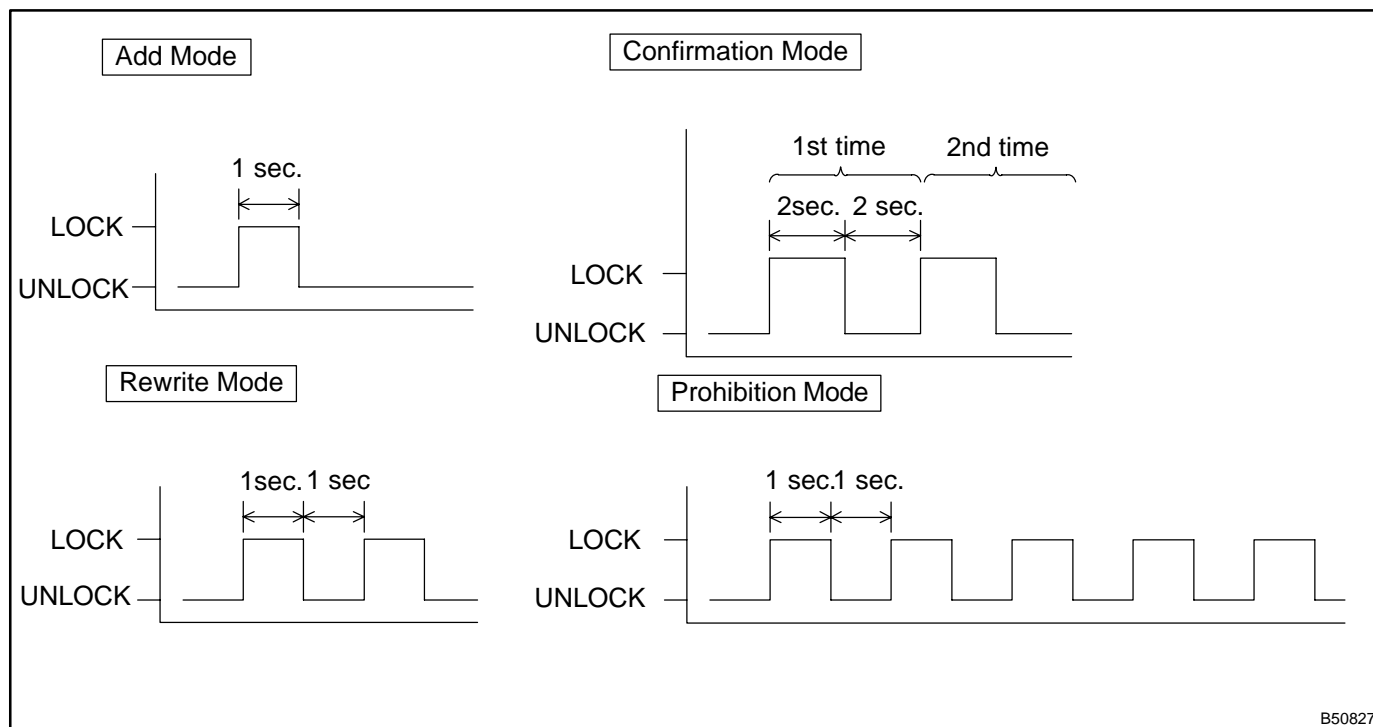 Add Mode
1 sec.
LOCK
UNLOCK
Confirmation Mode
1st time 2nd time
2sec. 2 sec.
LOCK
UNLOCK
Rewrite Mode
1sec. 1 sec
LOCK
UNLOCK
Prohibition Mode
1 sec. 1 sec.
LOCK
UNLOCK
B50827